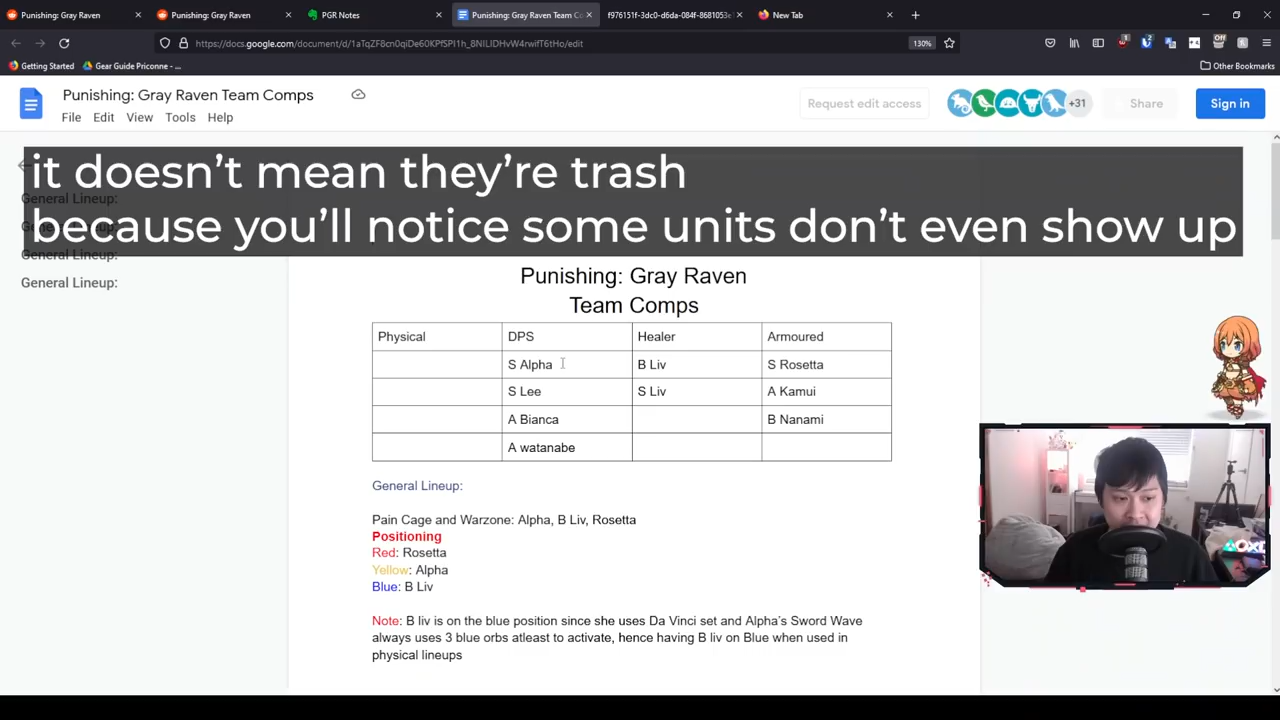 Punishing: Gray Raven
Punishing: Gray Raven
PGR Notes
Punishing: Gray Raven Team C
Off
New Tab
130%
Getting Started
Gear Guide Priconne - ...
Other Bookmarks
Punishing: Gray Raven Team Comps
File Edit View Tools Help
Request edit access
+31
Share
Sign in
it doesn't mean they're trash
because you'll notice some units don't even show up
General Lineup:
General Lineup:
General Lineup:
Punishing: Gray Raven
Team Comps
Physical DPS Healer Armoured
S Alpha B Liv S Rosetta
S Lee S Liv A Kamui
A Bianca B Nanami
A watanabe
General Lineup:
Pain Cage and Warzone: Alpha, B Liv, Rosetta
Positioning
Red: Rosetta
Yellow: Alpha
Blue: B Liv
Note: B liv is on the blue position since she uses Da Vinci set and Alpha's Sword Wave
always uses 3 blue orbs atleast to activate, hence having B liv on Blue when used in
physical lineups